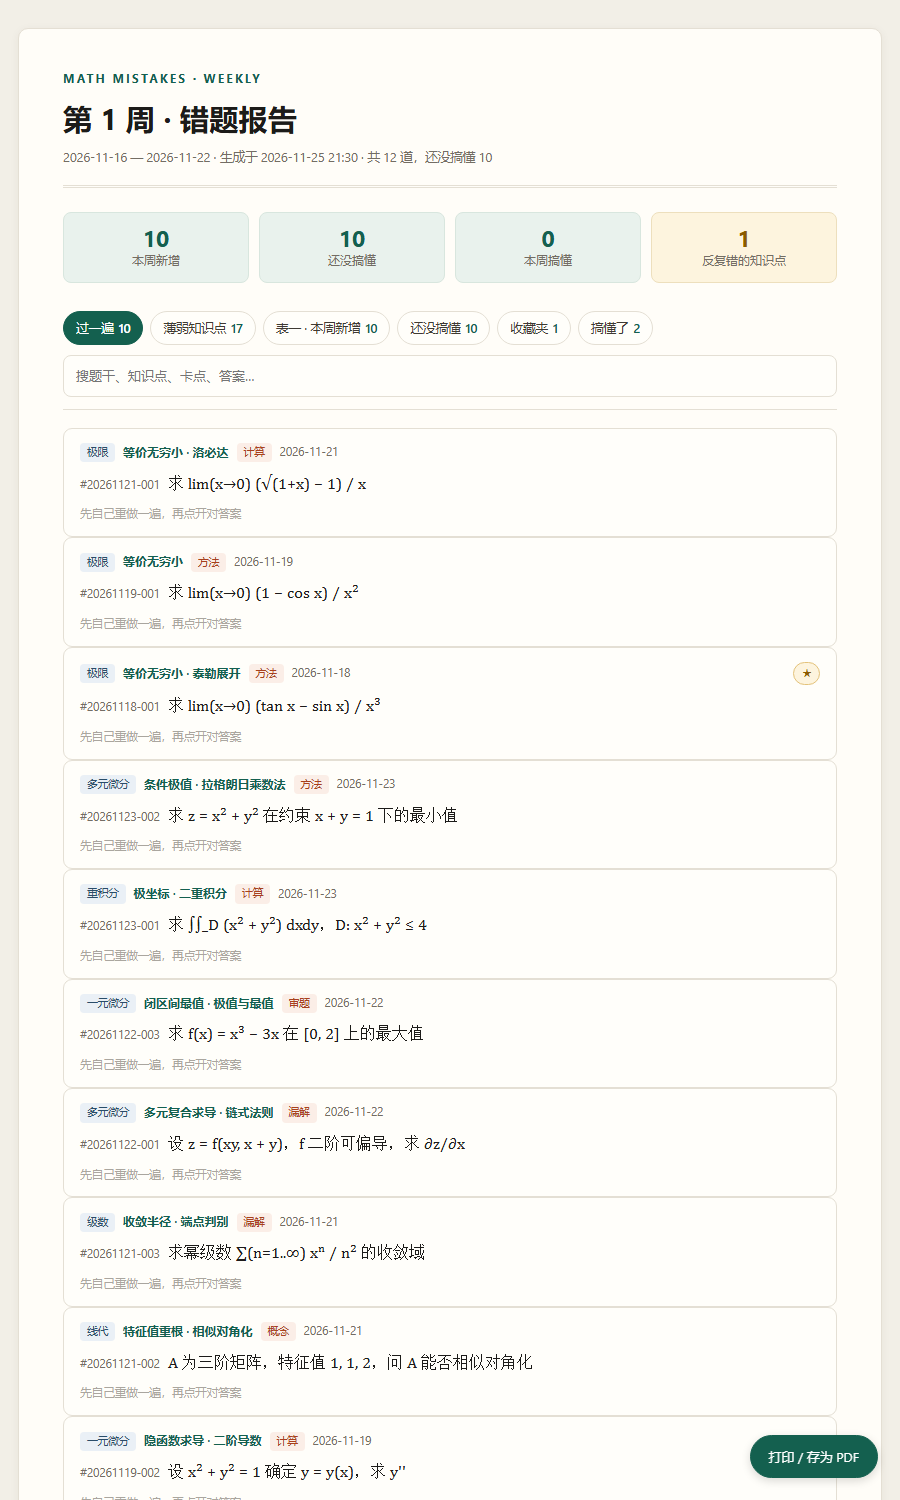 MATH MISTAKES · WEEKLY
第 1 周 · 错题报告
2026-11-16 — 2026-11-22 · 生成于 2026-11-25 21:30 · 共 12 道，还没搞懂 10
10
本周新增
10
还没搞懂
0
本周搞懂
1
反复错的知识点
过一遍 10
薄弱知识点 17
表一 · 本周新增 10
还没搞懂 10
收藏夹 1
搞懂了 2
搜题干、知识点、卡点、答案…
极限 等价无穷小 · 洛必达 计算 2026-11-21
#20261121-001 求 lim(x→0) (√(1+x) − 1) / x
先自己重做一遍，再点开对答案
极限 等价无穷小 方法 2026-11-19
#20261119-001 求 lim(x→0) (1 − cos x) / x²
先自己重做一遍，再点开对答案
极限 等价无穷小 · 泰勒展开 方法 2026-11-18 ★
#20261118-001 求 lim(x→0) (tan x − sin x) / x³
先自己重做一遍，再点开对答案
多元微分 条件极值 · 拉格朗日乘数法 方法 2026-11-23
#20261123-002 求 z = x² + y² 在约束 x + y = 1 下的最小值
先自己重做一遍，再点开对答案
重积分 极坐标 · 二重积分 计算 2026-11-23
#20261123-001 求 ∫∫_D (x² + y²) dxdy，D: x² + y² ≤ 4
先自己重做一遍，再点开对答案
一元微分 闭区间最值 · 极值与最值 审题 2026-11-22
#20261122-003 求 f(x) = x³ − 3x 在 [0, 2] 上的最大值
先自己重做一遍，再点开对答案
多元微分 多元复合求导 · 链式法则 漏解 2026-11-22
#20261122-001 设 z = f(xy, x + y)，f 二阶可偏导，求 ∂z/∂x
先自己重做一遍，再点开对答案
级数 收敛半径 · 端点判别 漏解 2026-11-21
#20261121-003 求幂级数 ∑(n=1..∞) xⁿ / n² 的收敛域
先自己重做一遍，再点开对答案
线代 特征值重根 · 相似对角化 概念 2026-11-21
#20261121-002 A 为三阶矩阵，特征值 1, 1, 2，问 A 能否相似对角化
先自己重做一遍，再点开对答案
一元微分 隐函数求导 · 二阶导数 计算 2026-11-19
#20261119-002 设 x² + y² = 1 确定 y = y(x)，求 y''
打印 / 存为 PDF